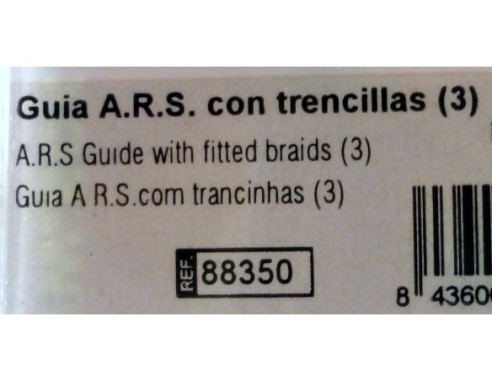 Guia A.R.S. con trencillas (3)
A.R.S Guide with fitted braids (3)
Guia A R.S.com trancinhas (3)
REF. 88350
8 43600